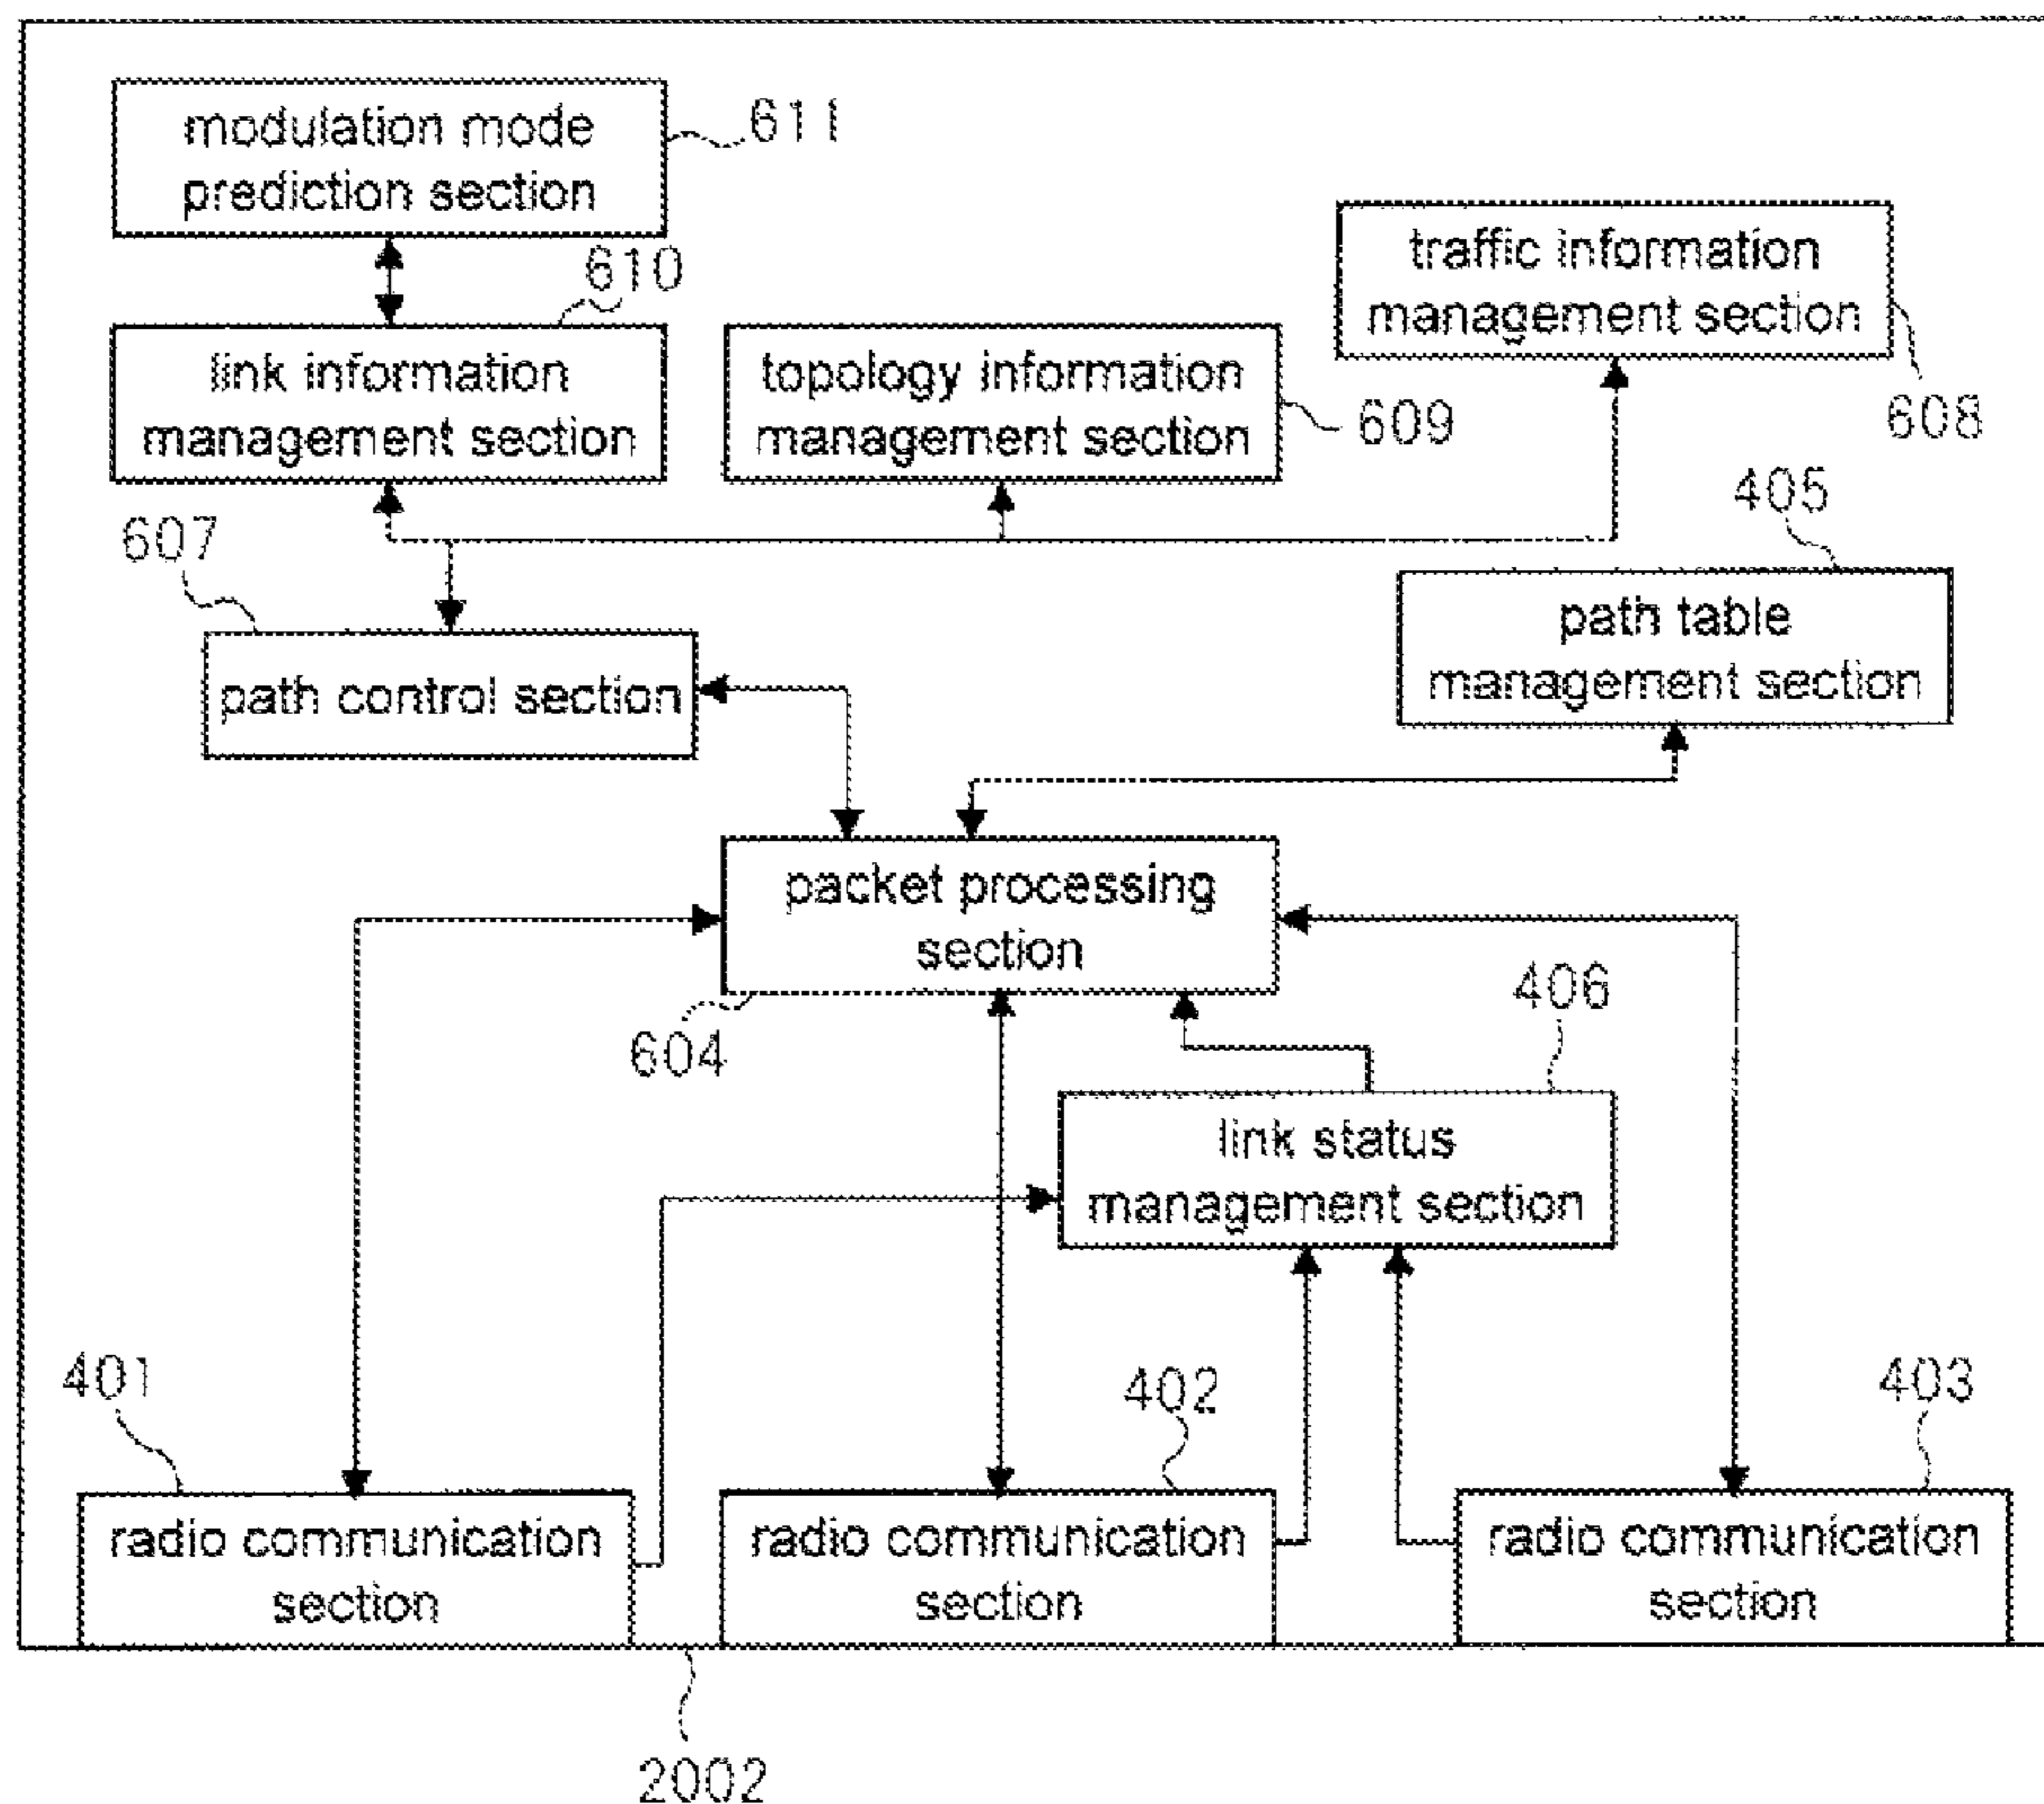 modulation mode
prediction section
611
610
traffic information
management section
608
link information
management section
topology information
management section
609
405
607
path table
management section
path control section
packet processing
section
604
406
link status
management section
401
402
403
radio communication
section
radio communication
section
radio communication
section
2002